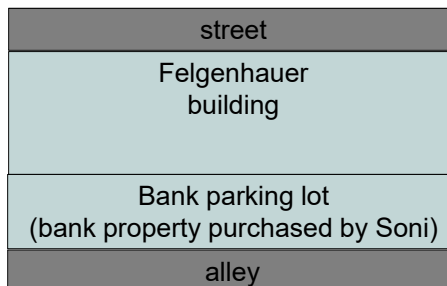 street
Felgenhauer
building
Bank parking lot
(bank property purchased by Soni)
alley